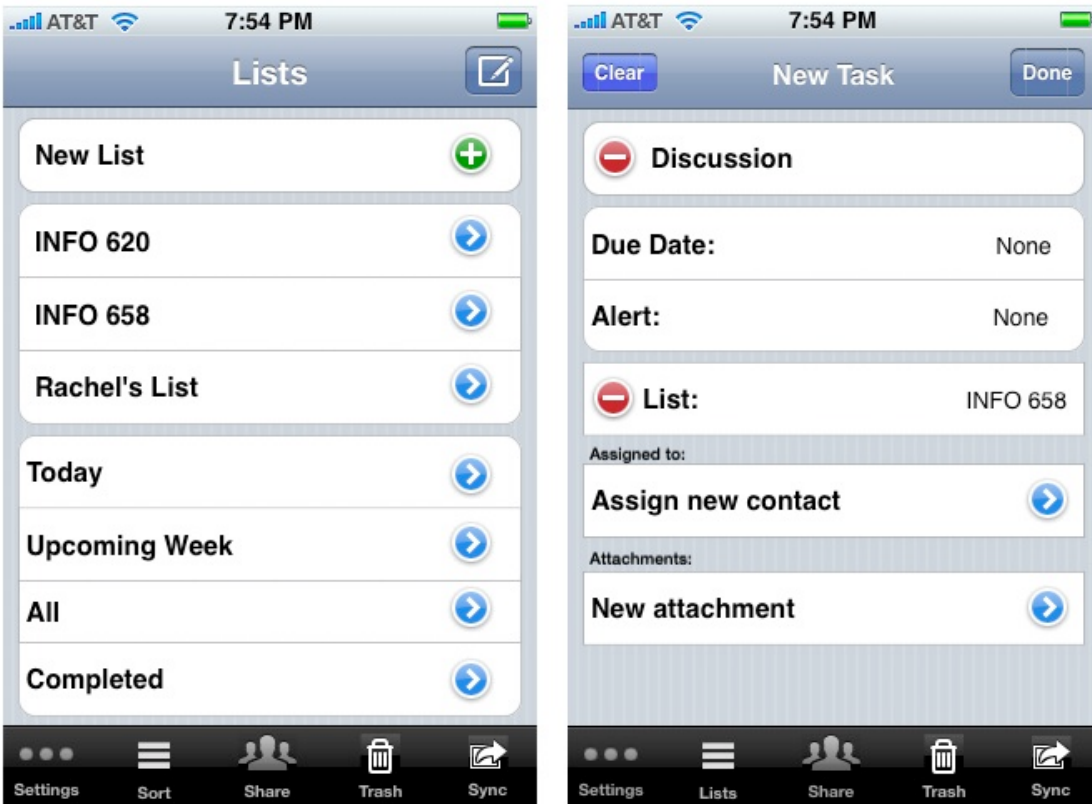 AT&T 7:54 PM
Lists
New List
INFO 620
INFO 658
Rachel's List
Today
Upcoming Week
All
Completed
Settings Sort Share Trash Sync
AT&T 7:54 PM
Clear New Task Done
Discussion
Due Date: None
Alert: None
List: INFO 658
Assigned to:
Assign new contact
Attachments:
New attachment
Settings Lists Share Trash Sync